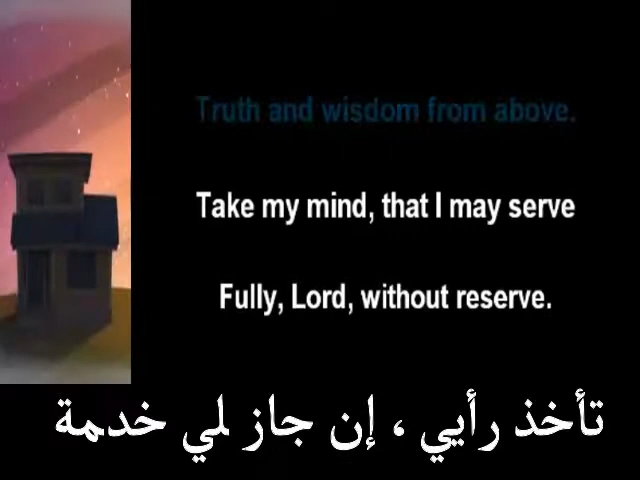 Truth and wisdom from above.
Take my mind, that I may serve
Fully, Lord, without reserve.
تأخذ رأيي ، إن جاز لمي خدمة